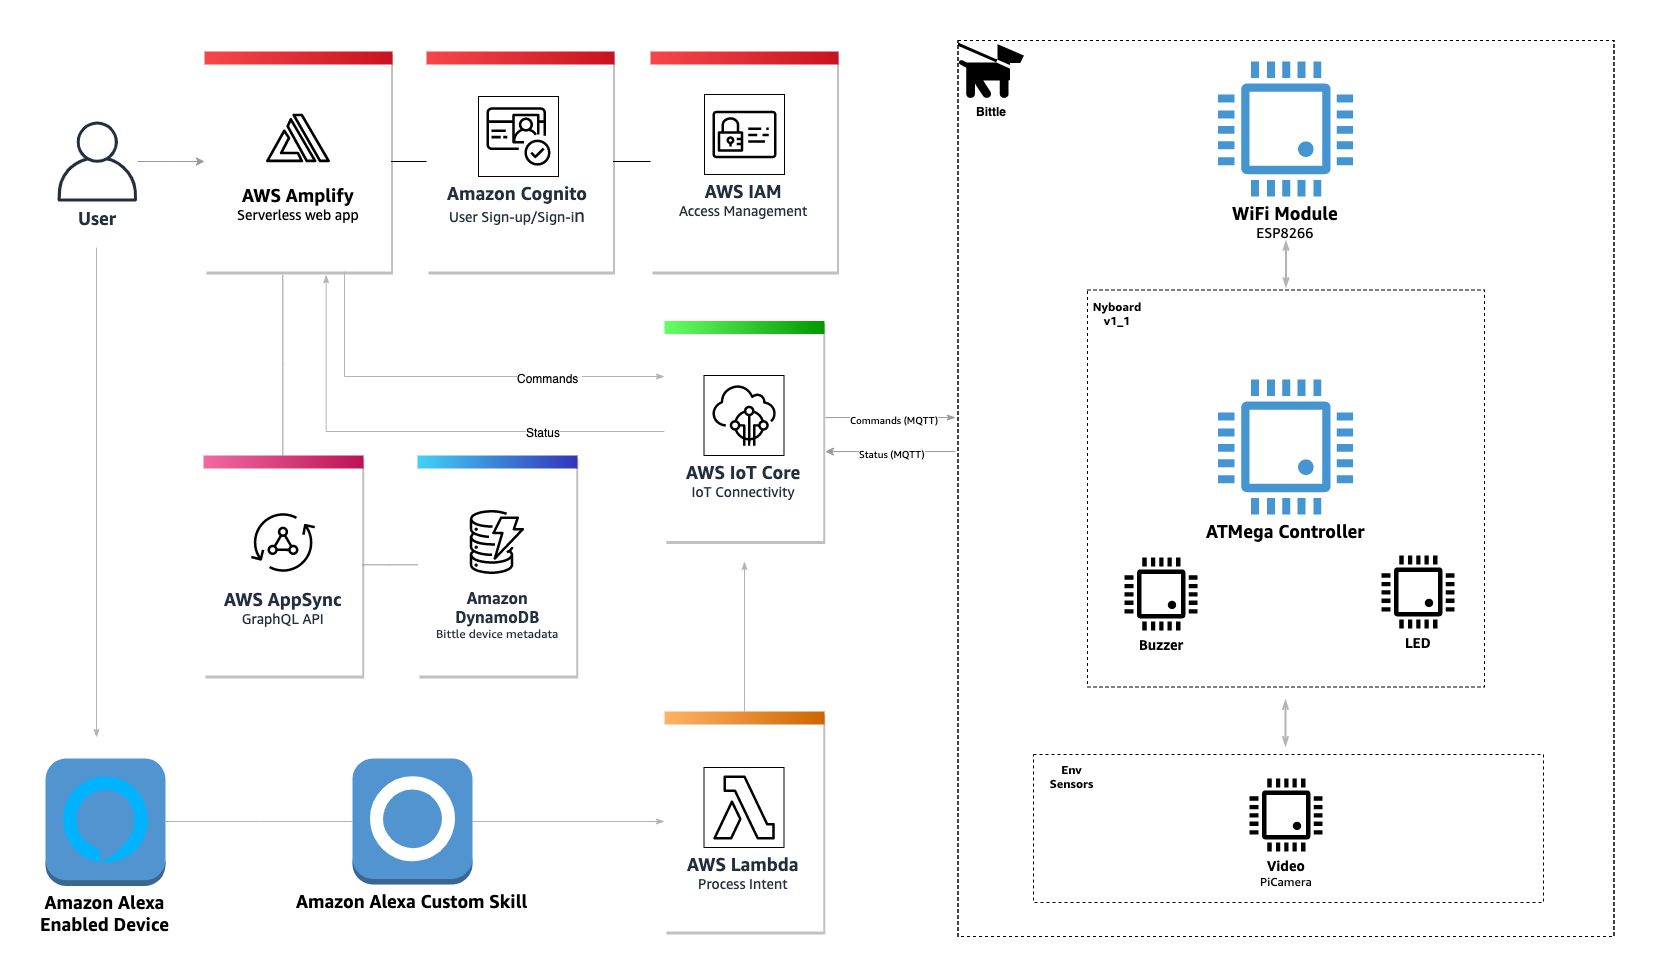 User
AWS Amplify
Serverless web app
Amazon Cognito
User Sign-up/Sign-in
AWS IAM
Access Management
Bittle
WiFi Module
ESP8266
Nyboard
v1_1
Commands
Status
AWS IoT Core
IoT Connectivity
Commands (MQTT)
Status (MQTT)
ATMega Controller
Buzzer
LED
AWS AppSync
GraphQL API
Amazon
DynamoDB
Bittle device metadata
Env
Sensors
Video
PiCamera
Amazon Alexa
Enabled Device
Amazon Alexa Custom Skill
AWS Lambda
Process Intent